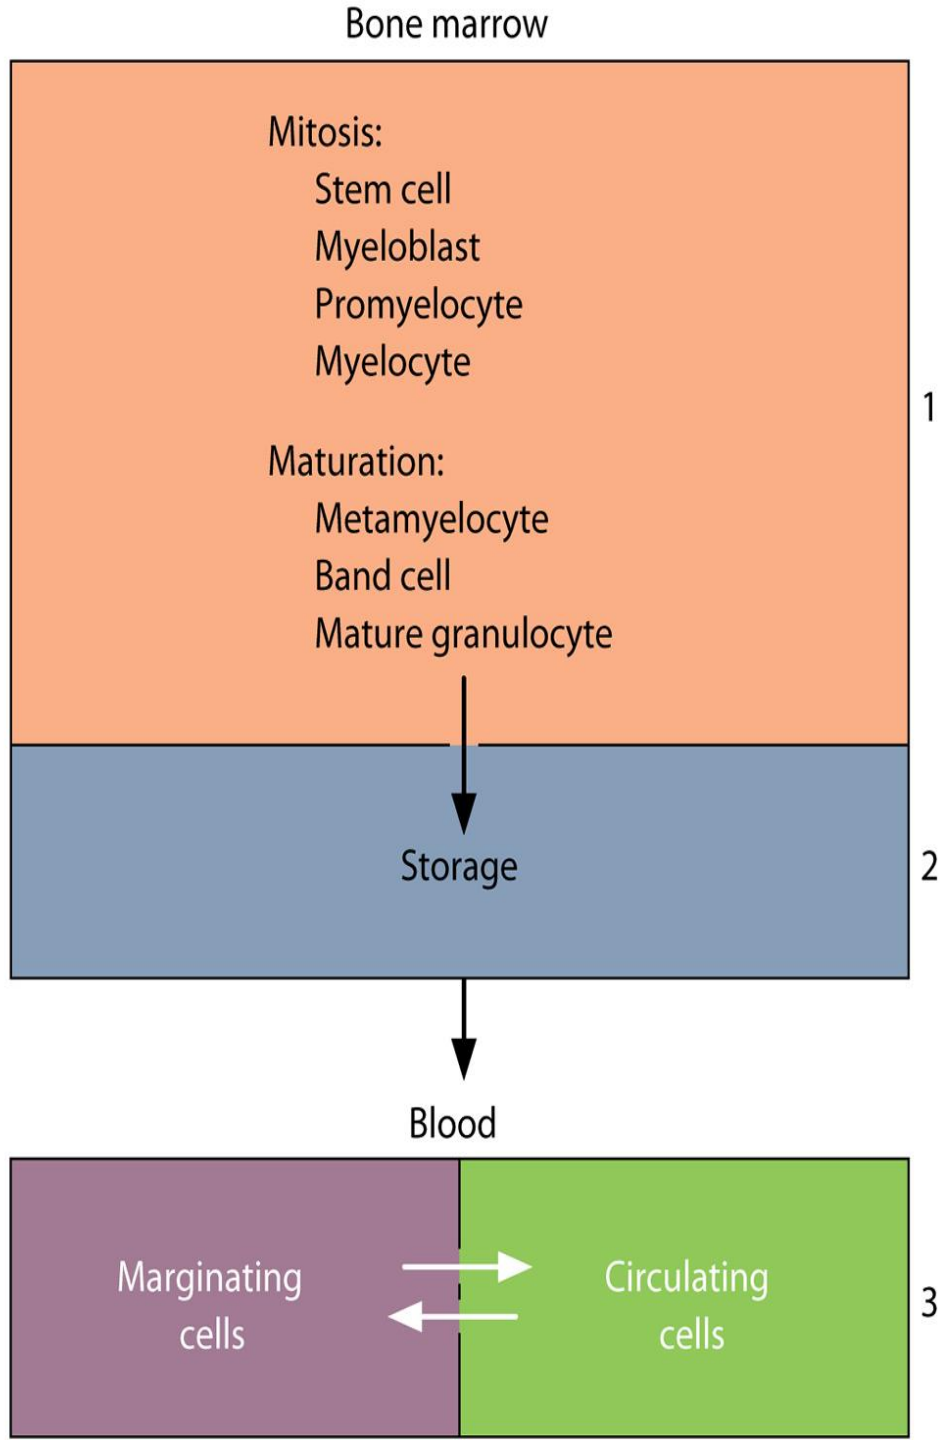 Bone marrow
Mitosis:
Stem cell
Myeloblast
Promyelocyte
Myelocyte
1
Maturation:
Metamyelocyte
Band cell
Mature granulocyte
Storage
2
Blood
Marginating
cells
Circulating
cells
3